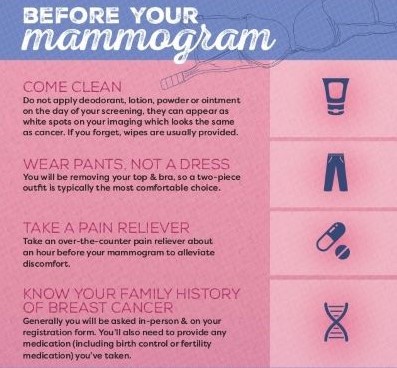 BEFORE YOUR
mammogram
COME CLEAN
Do not apply deodorant, lotion, powder or ointment
on the day of your screening, they can appear as
white spots on your imaging which looks the same
as cancer. If you forget, wipes are usually provided.
WEAR PANTS, NOT A DRESS
You will be removing your top & bra, so a two-piece
outfit is typically the most comfortable choice.
TAKE A PAIN RELIEVER
Take an over-the-counter pain reliever about
an hour before your mammogram to alleviate
discomfort.
KNOW YOUR FAMILY HISTORY
OF BREAST CANCER
Generally you will be asked in-person & on your
registration form. You'll also need to provide any
medication (including birth control or fertility
medication) you've taken.